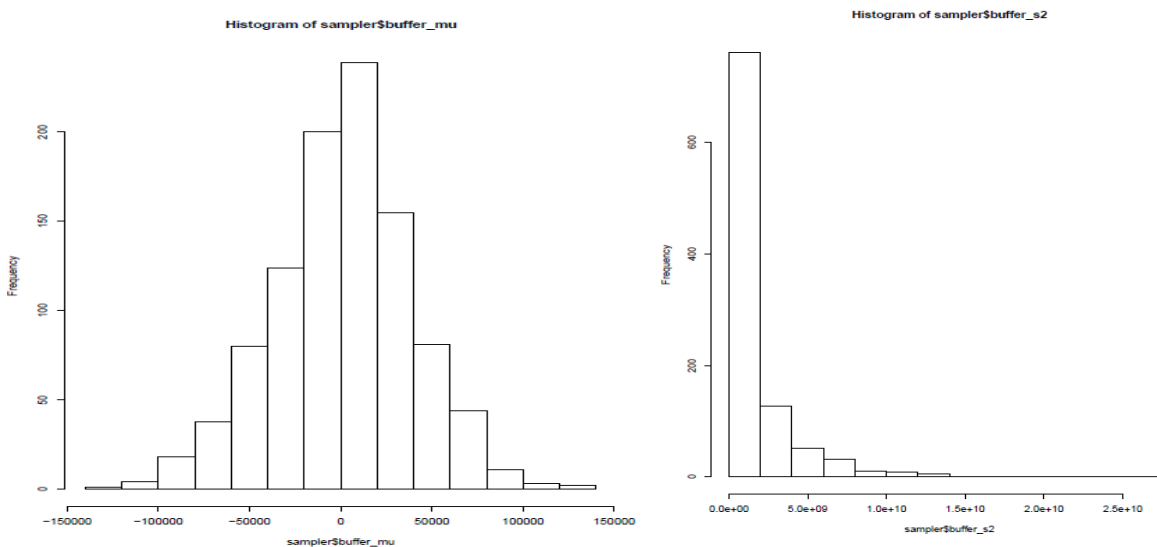 Histogram of sampler$buffer_mu
Frequency
200
150
100
50
0
−150000 −100000 −50000 0 50000 100000 150000
sampler$buffer_mu
Histogram of sampler$buffer_s2
Frequency
600
400
200
0
0.0e+00 5.0e+09 1.0e+10 1.5e+10 2.0e+10 2.5e+10
sampler$buffer_s2